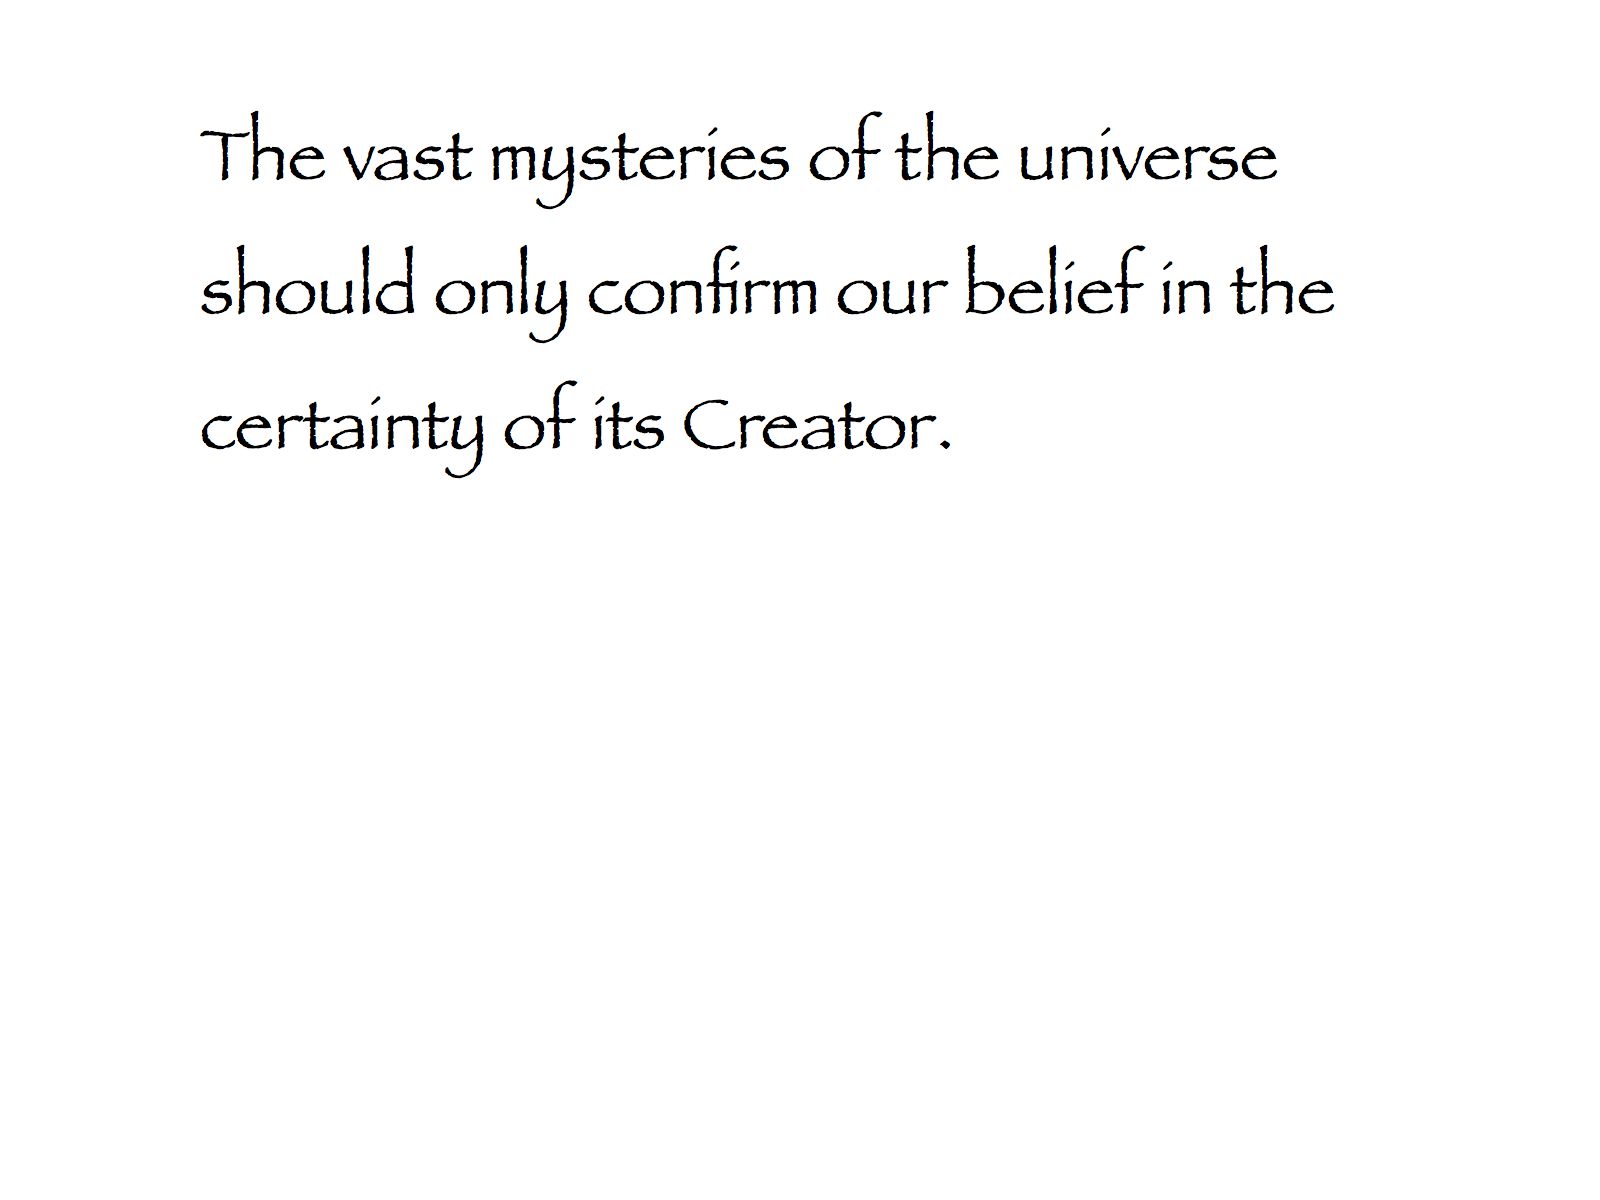 The vast mysteries of the universe
should only confirm our belief in the
certainty of its Creator.